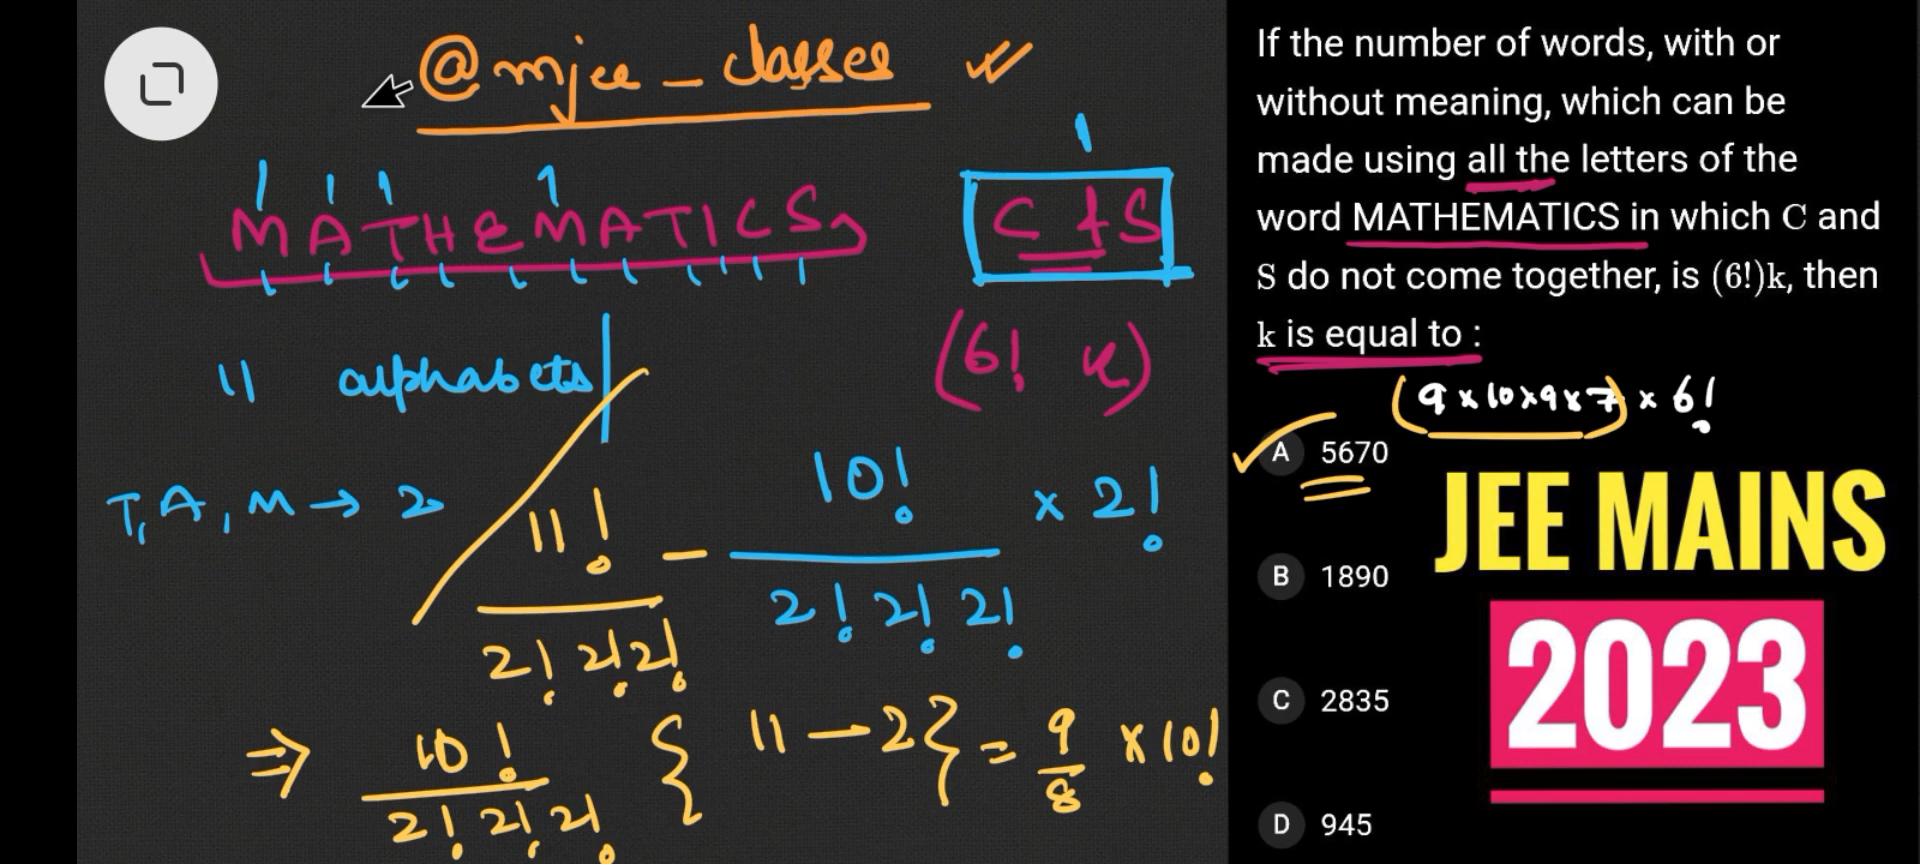 @mjee_classes
MATHEMATICS
C & S
11 alphabets
(6! k)
T, A, M → 2
11! / 2! 2! 2! − 10! / 2! 2! 2! × 2!
⇒ 10! / 2! 2! 2! { 11 − 2 } = 9/8 × 10!
If the number of words, with or
without meaning, which can be
made using all the letters of the
word MATHEMATICS in which C and
S do not come together, is (6!)k, then
k is equal to :
(9 × 10 × 9 × 7) × 6!
A 5670
B 1890
C 2835
D 945
JEE MAINS
2023